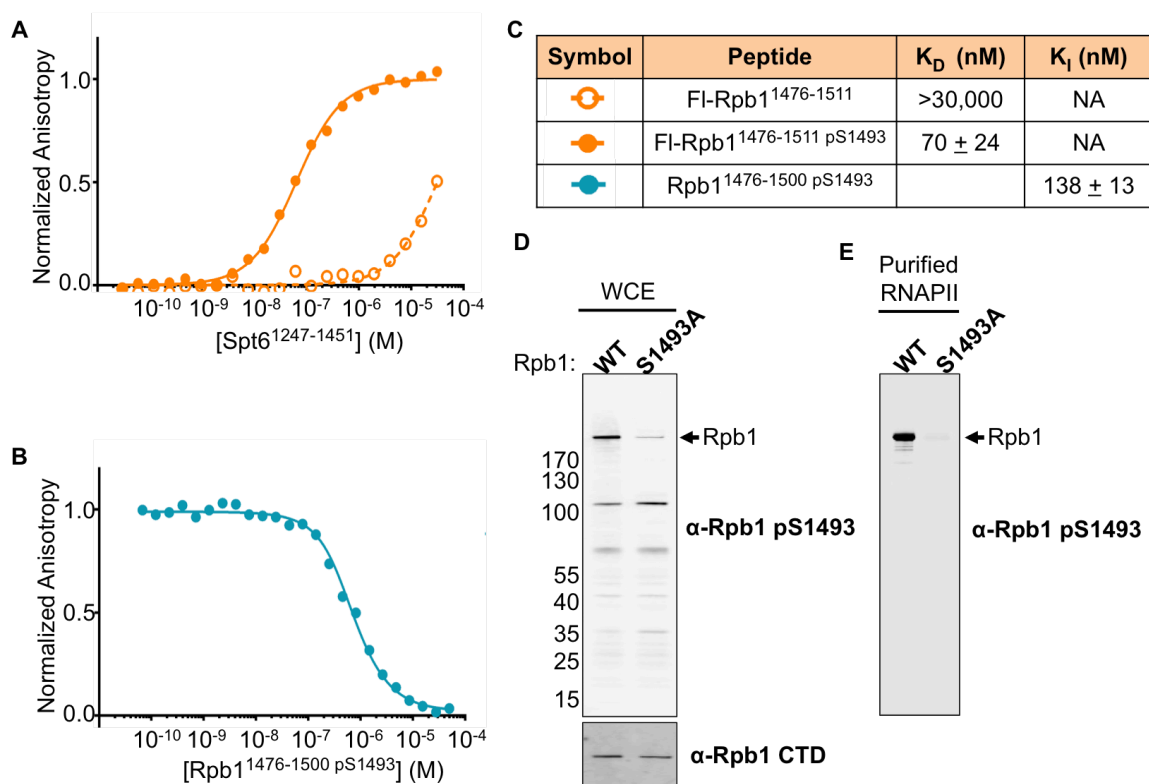 A
Normalized Anisotropy
1.0
0.5
0.0
10-10 10-9 10-8 10-7 10-6 10-5 10-4
[Spt61247-1451] (M)
B
Normalized Anisotropy
1.0
0.5
0.0
10-10 10-9 10-8 10-7 10-6 10-5 10-4
[Rpb11476-1500 pS1493] (M)
C
Symbol Peptide KD (nM) KI (nM)
Fl-Rpb11476-1511 >30,000 NA
Fl-Rpb11476-1511 pS1493 70 ± 24 NA
Rpb11476-1500 pS1493 138 ± 13
D
WCE
Rpb1: WT S1493A
Rpb1
170
130
100
55
40
35
25
15
α-Rpb1 pS1493
α-Rpb1 CTD
E
Purified
RNAPII
WT S1493A
Rpb1
α-Rpb1 pS1493